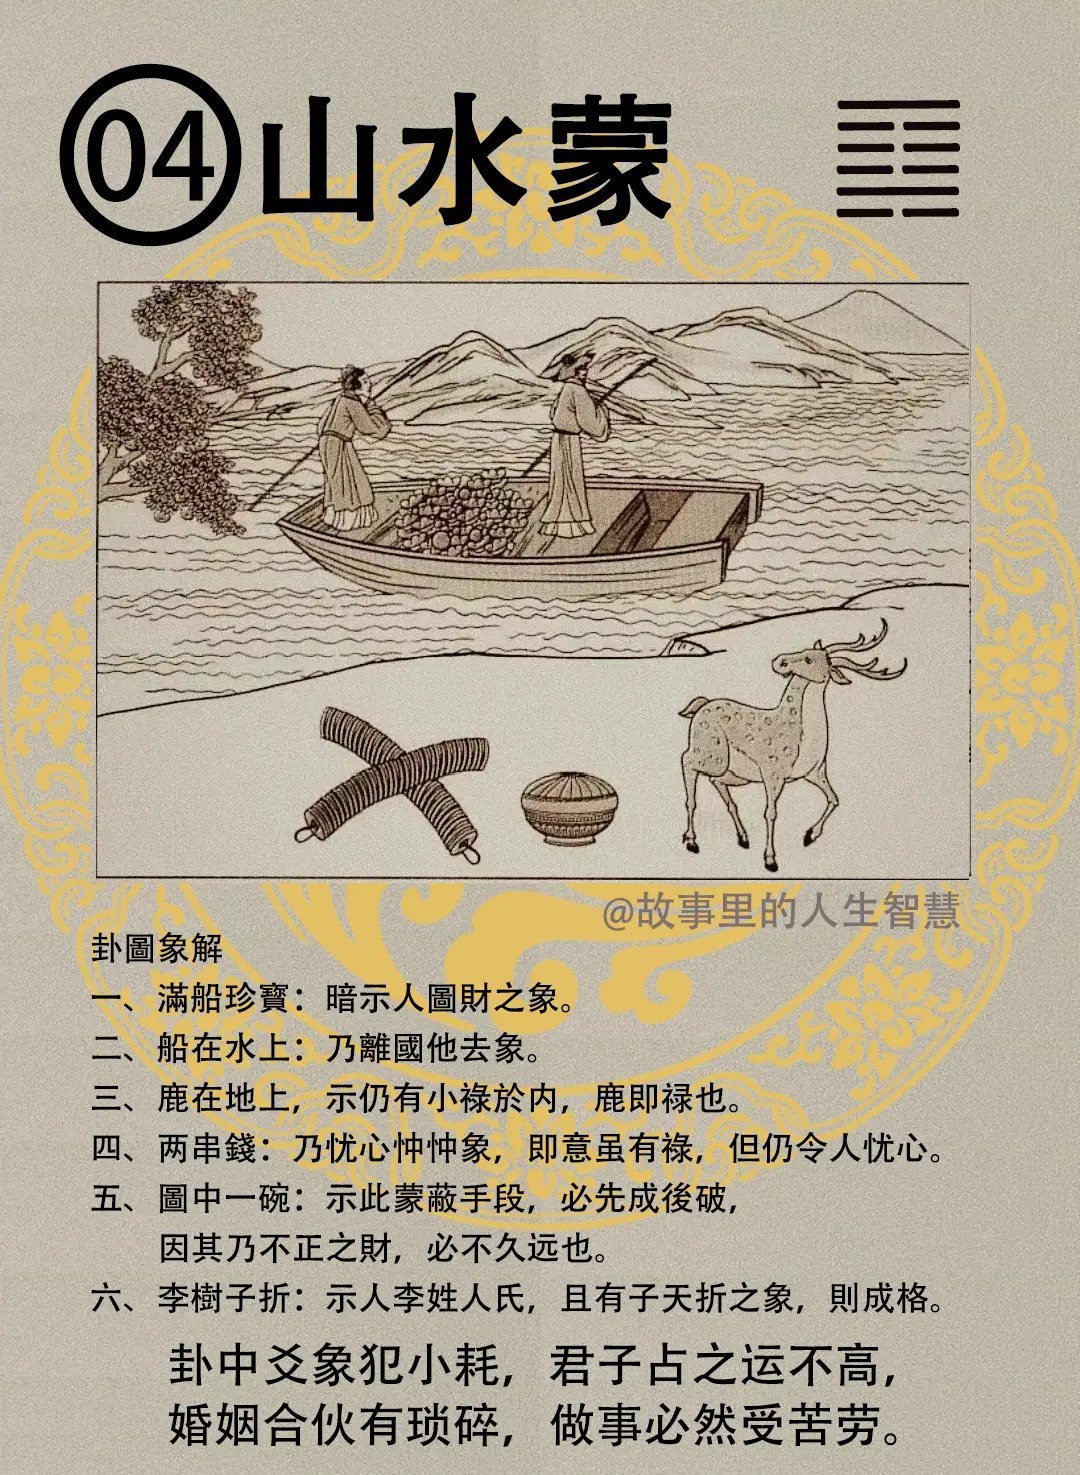 04 山水蒙
@故事里的人生智慧
卦圖象解
一、滿船珍寳：暗示人圖財之象。
二、船在水上：乃離國他去象。
三、鹿在地上，示仍有小祿於内，鹿即禄也。
四、两串錢：乃忧心忡忡象，即意虽有祿，但仍令人忧心。
五、圖中一碗：示此蒙蔽手段，必先成後破，
因其乃不正之財，必不久远也。
六、李樹子折：示人李姓人氏，且有子夭折之象，則成格。
卦中爻象犯小耗，君子占之运不高，
婚姻合伙有琐碎，做事必然受苦劳。